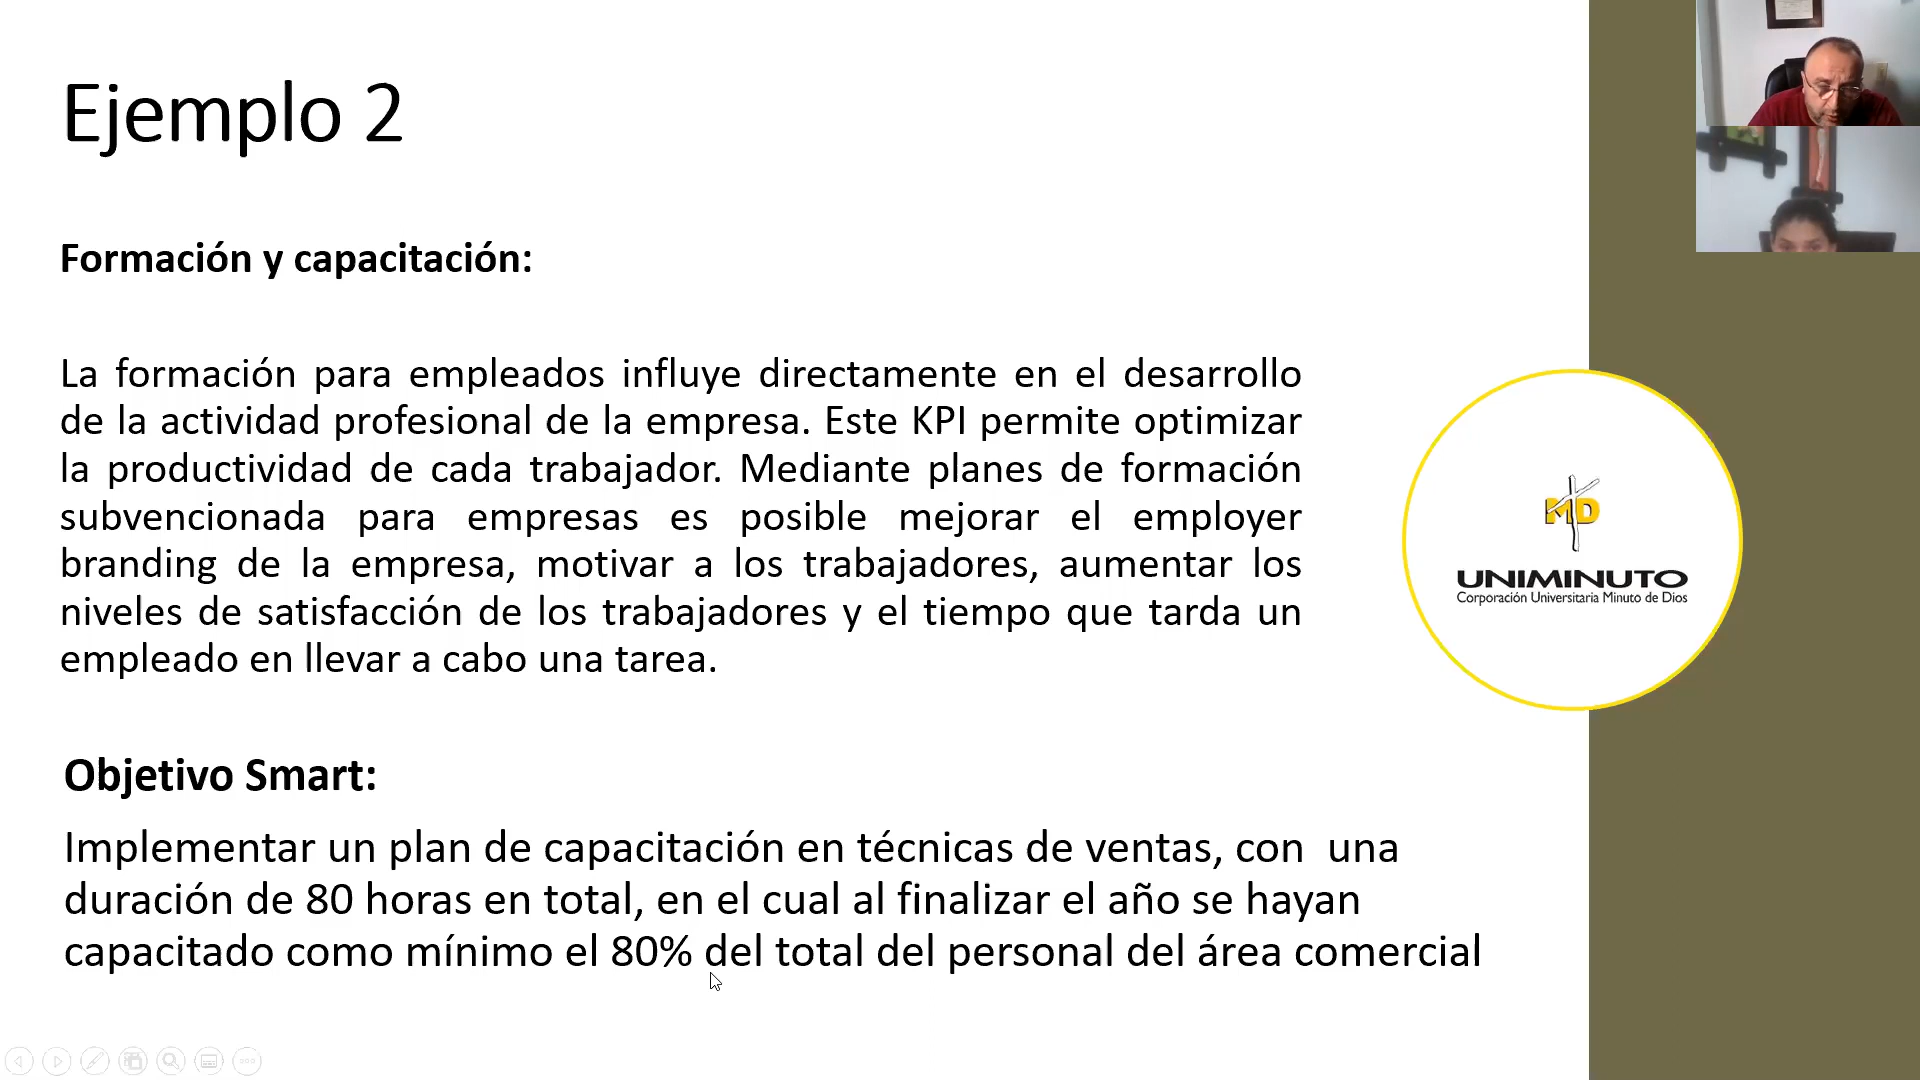 Ejemplo 2
Formación y capacitación:
La formación para empleados influye directamente en el desarrollo
de la actividad profesional de la empresa. Este KPI permite optimizar
la productividad de cada trabajador. Mediante planes de formación
subvencionada para empresas es posible mejorar el employer
branding de la empresa, motivar a los trabajadores, aumentar los
niveles de satisfacción de los trabajadores y el tiempo que tarda un
empleado en llevar a cabo una tarea.
Objetivo Smart:
Implementar un plan de capacitación en técnicas de ventas, con  una
duración de 80 horas en total, en el cual al finalizar el año se hayan
capacitado como mínimo el 80% del total del personal del área comercial
MD
UNIMINUTO
Corporación Universitaria Minuto de Dios